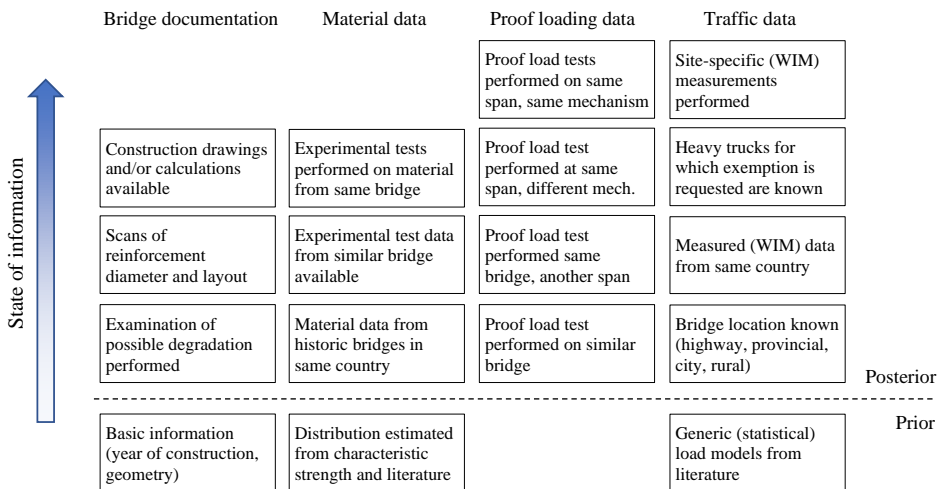 Bridge documentation
Material data
Proof loading data
Traffic data
State of information
Proof load tests
performed on same
span, same mechanism
Site-specific (WIM)
measurements
performed
Construction drawings
and/or calculations
available
Experimental tests
performed on material
from same bridge
Proof load test
performed at same
span, different mech.
Heavy trucks for
which exemption is
requested are known
Scans of
reinforcement
diameter and layout
Experimental test data
from similar bridge
available
Proof load test
performed same
bridge, another span
Measured (WIM) data
from same country
Examination of
possible degradation
performed
Material data from
historic bridges in
same country
Proof load test
performed on similar
bridge
Bridge location known
(highway, provincial,
city, rural)
Posterior
Prior
Basic information
(year of construction,
geometry)
Distribution estimated
from characteristic
strength and literature
Generic (statistical)
load models from
literature